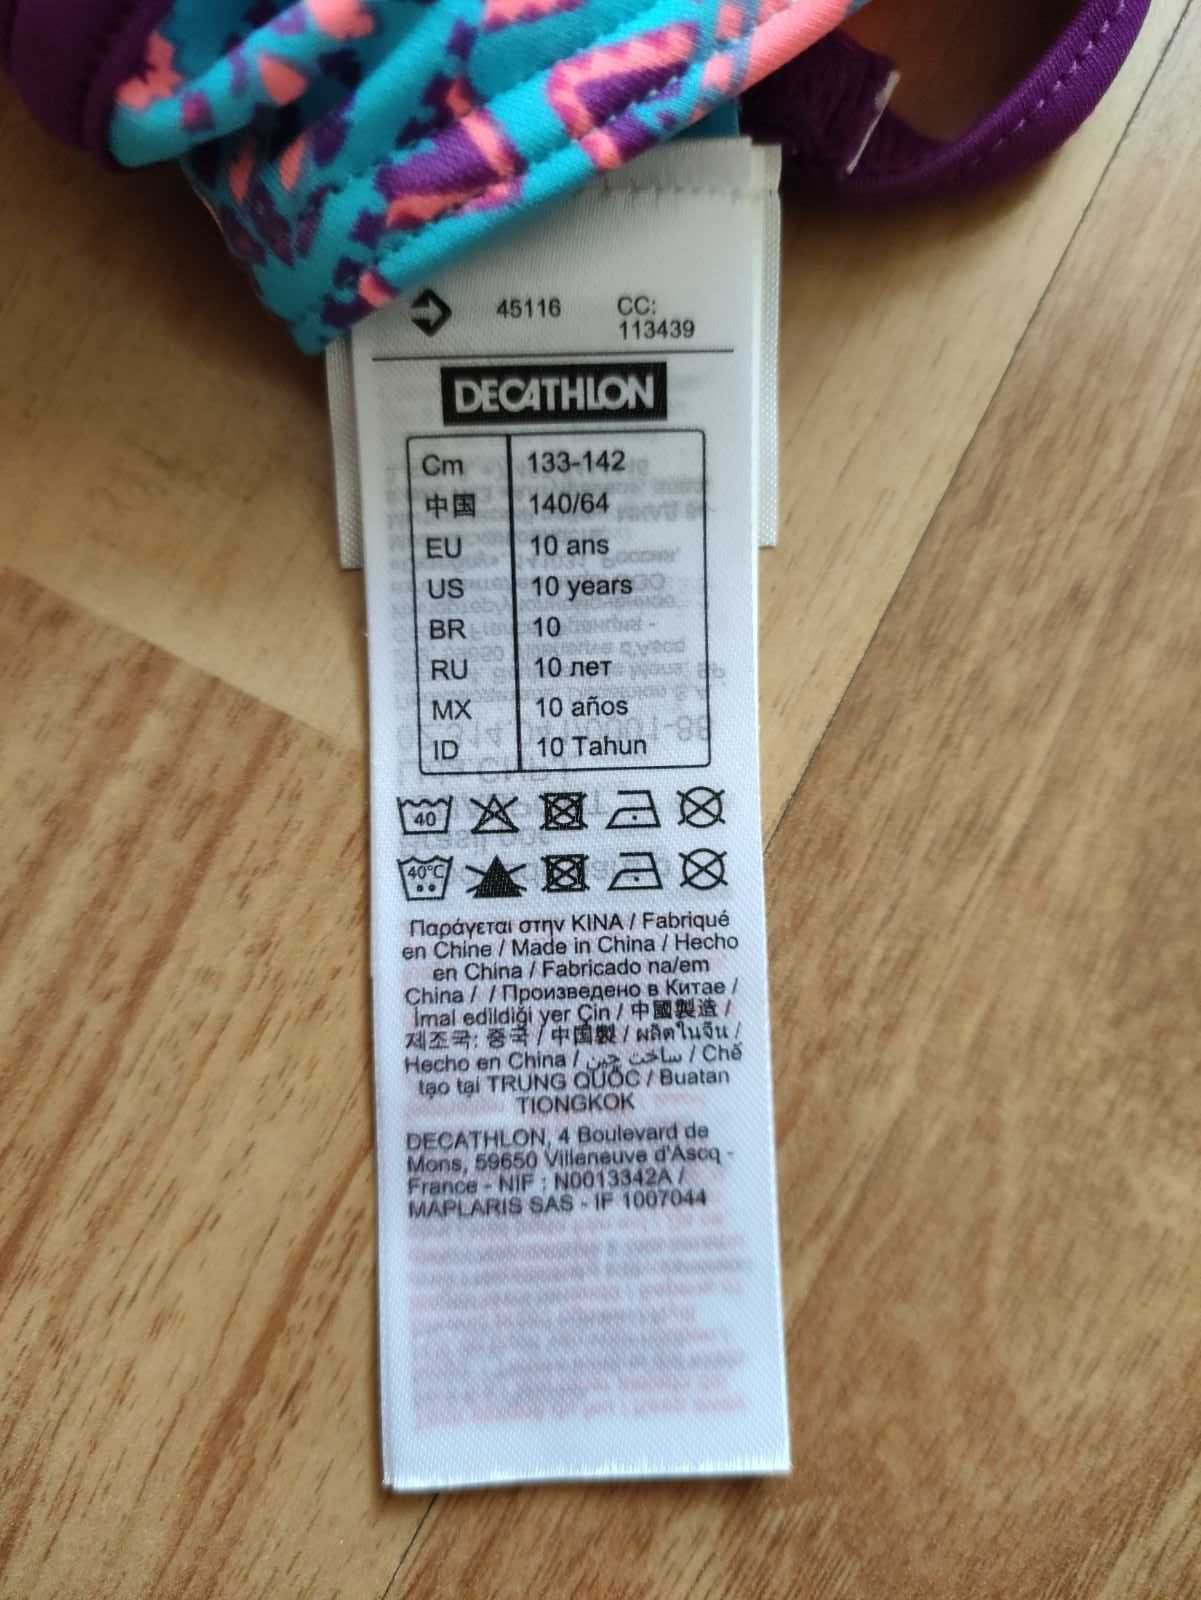 45116 CC:
113439
DECATHLON
Cm 133-142
中国 140/64
EU 10 ans
US 10 years
BR 10
RU 10 лет
MX 10 años
ID 10 Tahun
40
40°C
Παράγεται στην ΚΙΝΑ / Fabriqué
en Chine / Made in China / Hecho
en China / Fabricado na/em
China / / Произведено в Китае /
İmal edildiği yer Çin / 中國製造 /
제조국: 중국 / 中国製 / ผลิตในจีน /
Hecho en China / ساخت چین / Chế
tạo tại TRUNG QUỐC / Buatan
TIONGKOK
DECATHLON, 4 Boulevard de
Mons, 59650 Villeneuve d'Ascq -
France - NIF : N0013342A /
MAPLARIS SAS - IF 1007044